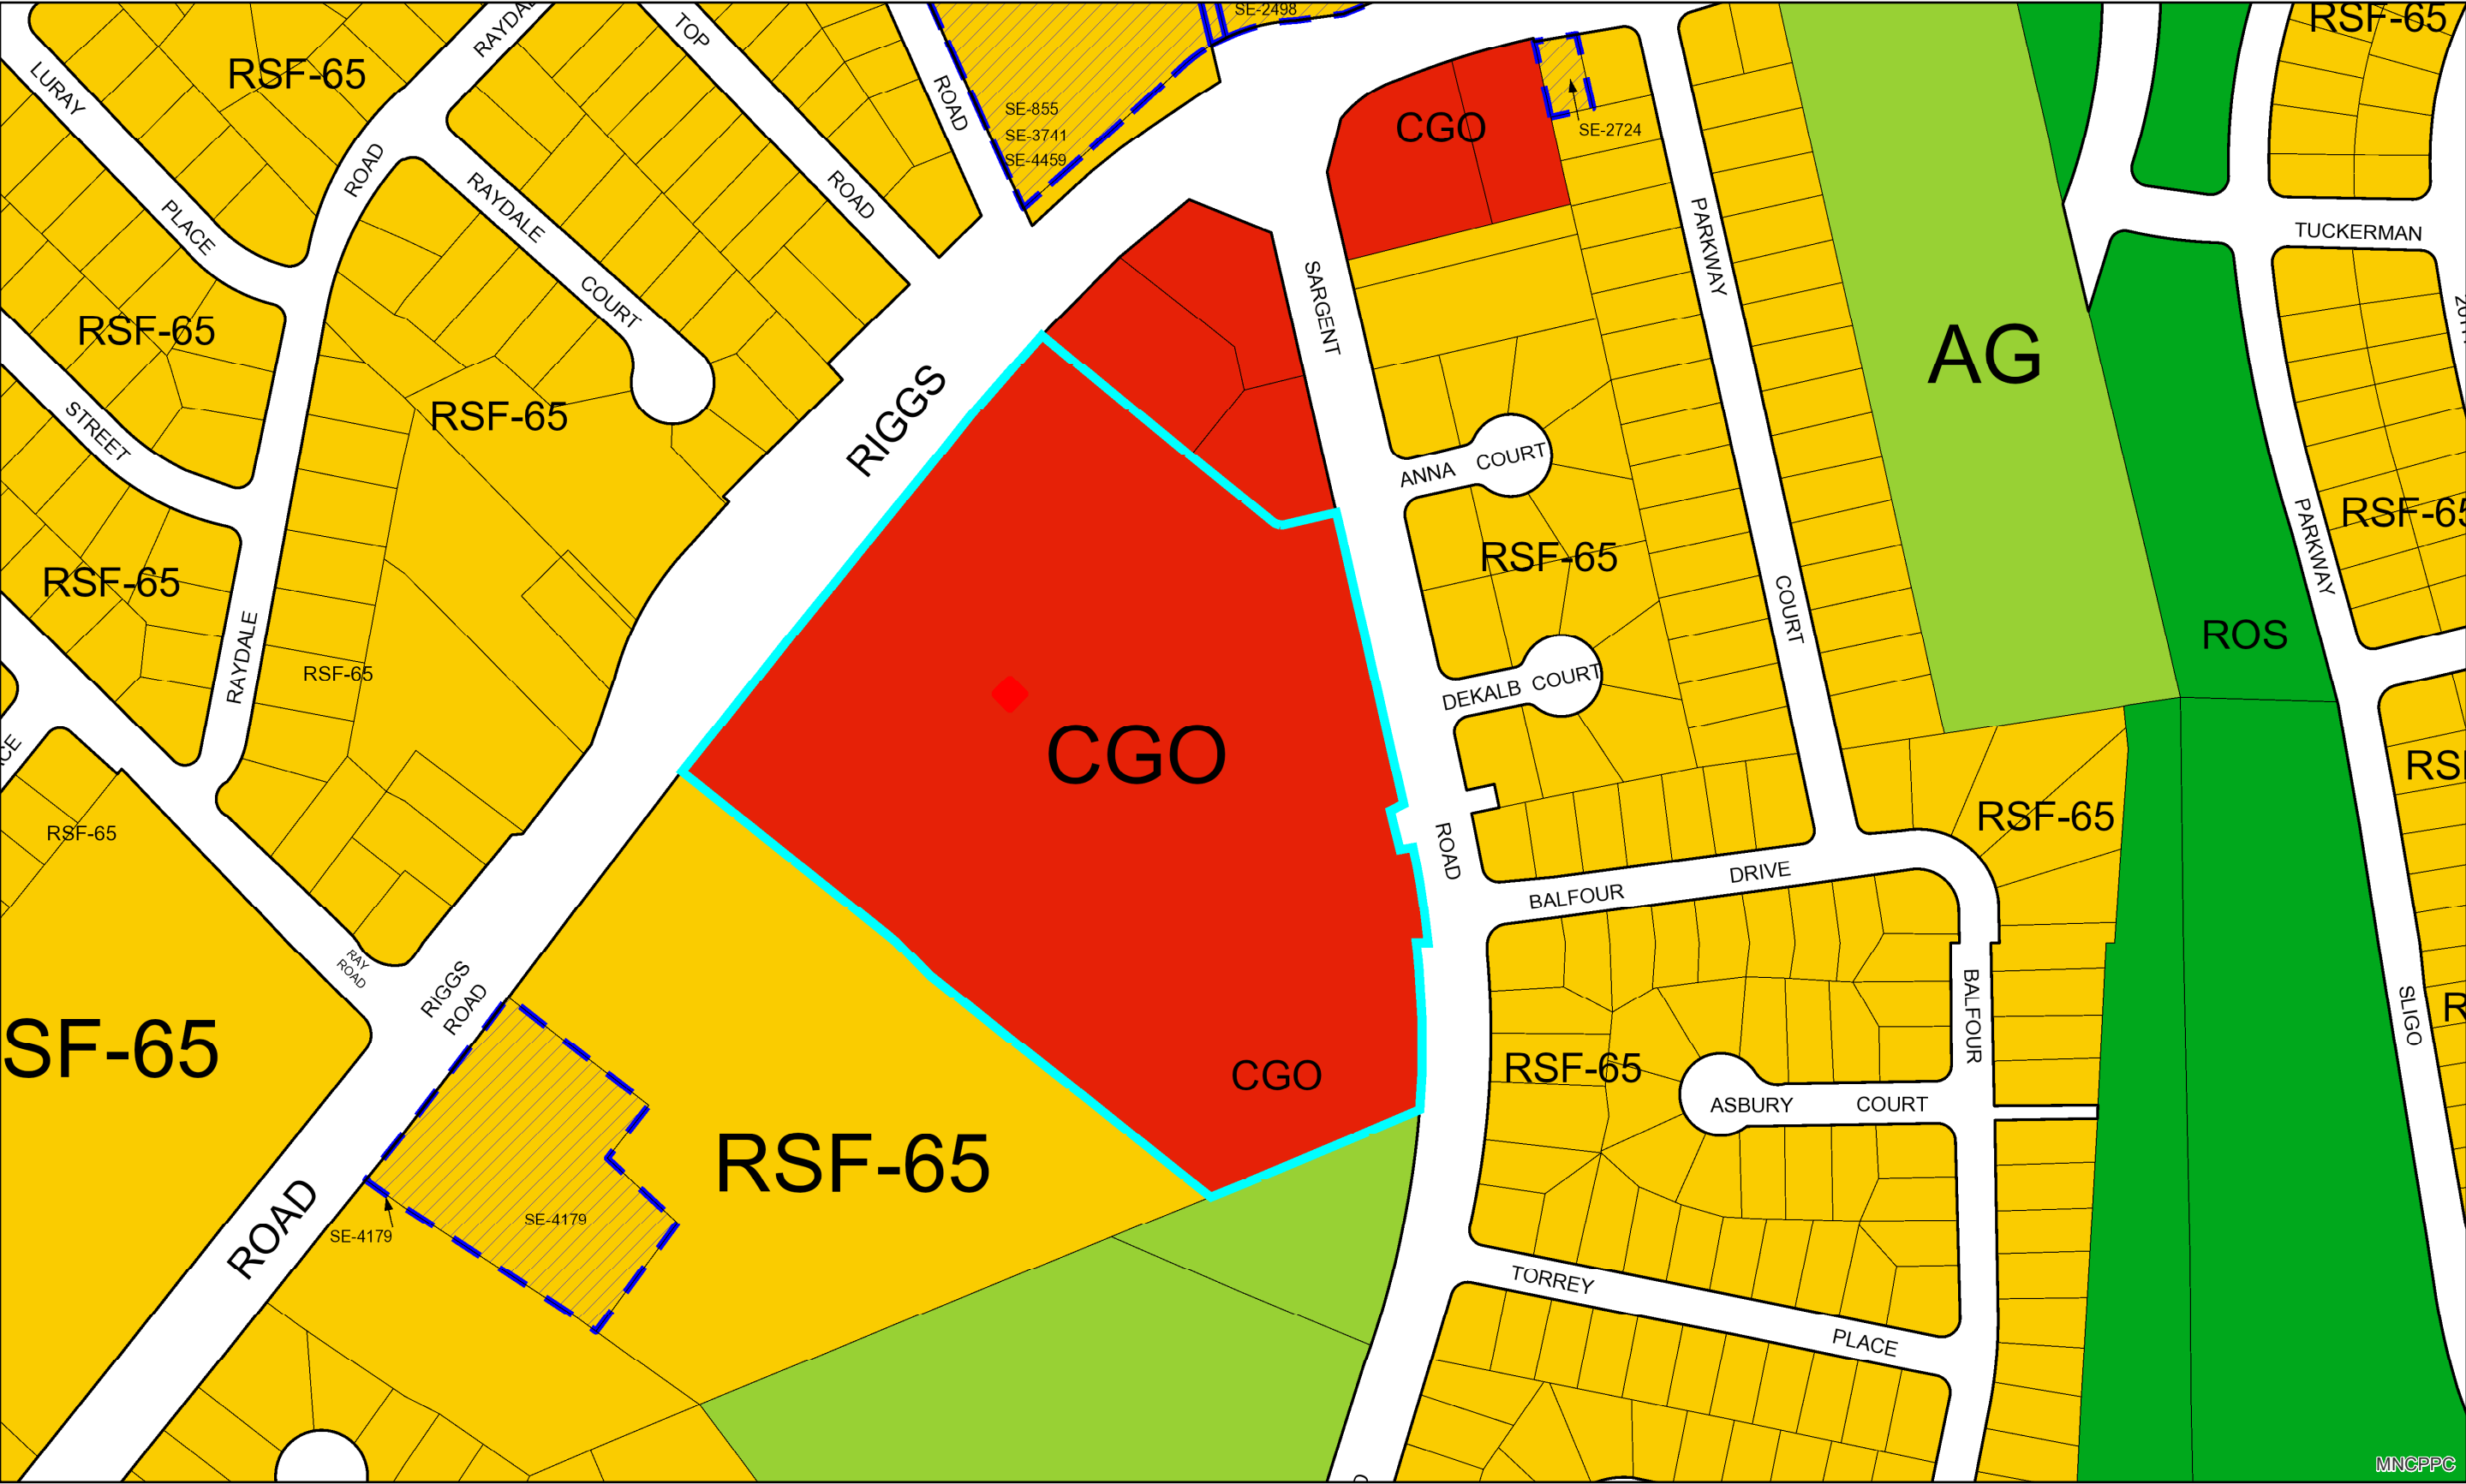 SE-2498
RSF-65
RAYDAL
TOP
RSF-65
LURAY
ROAD
SE-855
SE-3741
SE-4459
CGO
SE-2724
ROAD
RAYDALE
ROAD
PLACE
PARKWAY
TUCKERMAN
COURT
SARGENT
RSF-65
AG
RIGGS
RSF-65
STREET
ANNA COURT
RSF-65
RSF-65
PARKWAY
RSF-65
COURT
ROS
RAYDALE
RSF-65
DEKALB COURT
CGO
RSF-65
RSF-65
ROAD
BALFOUR DRIVE
RAY
ROAD
RIGGS
ROAD
BALFOUR
SLIGO
SF-65
CGO
RSF-65
ASBURY COURT
RSF-65
ROAD
SE-4179
SE-4179
TORREY
PLACE
MNCPPC